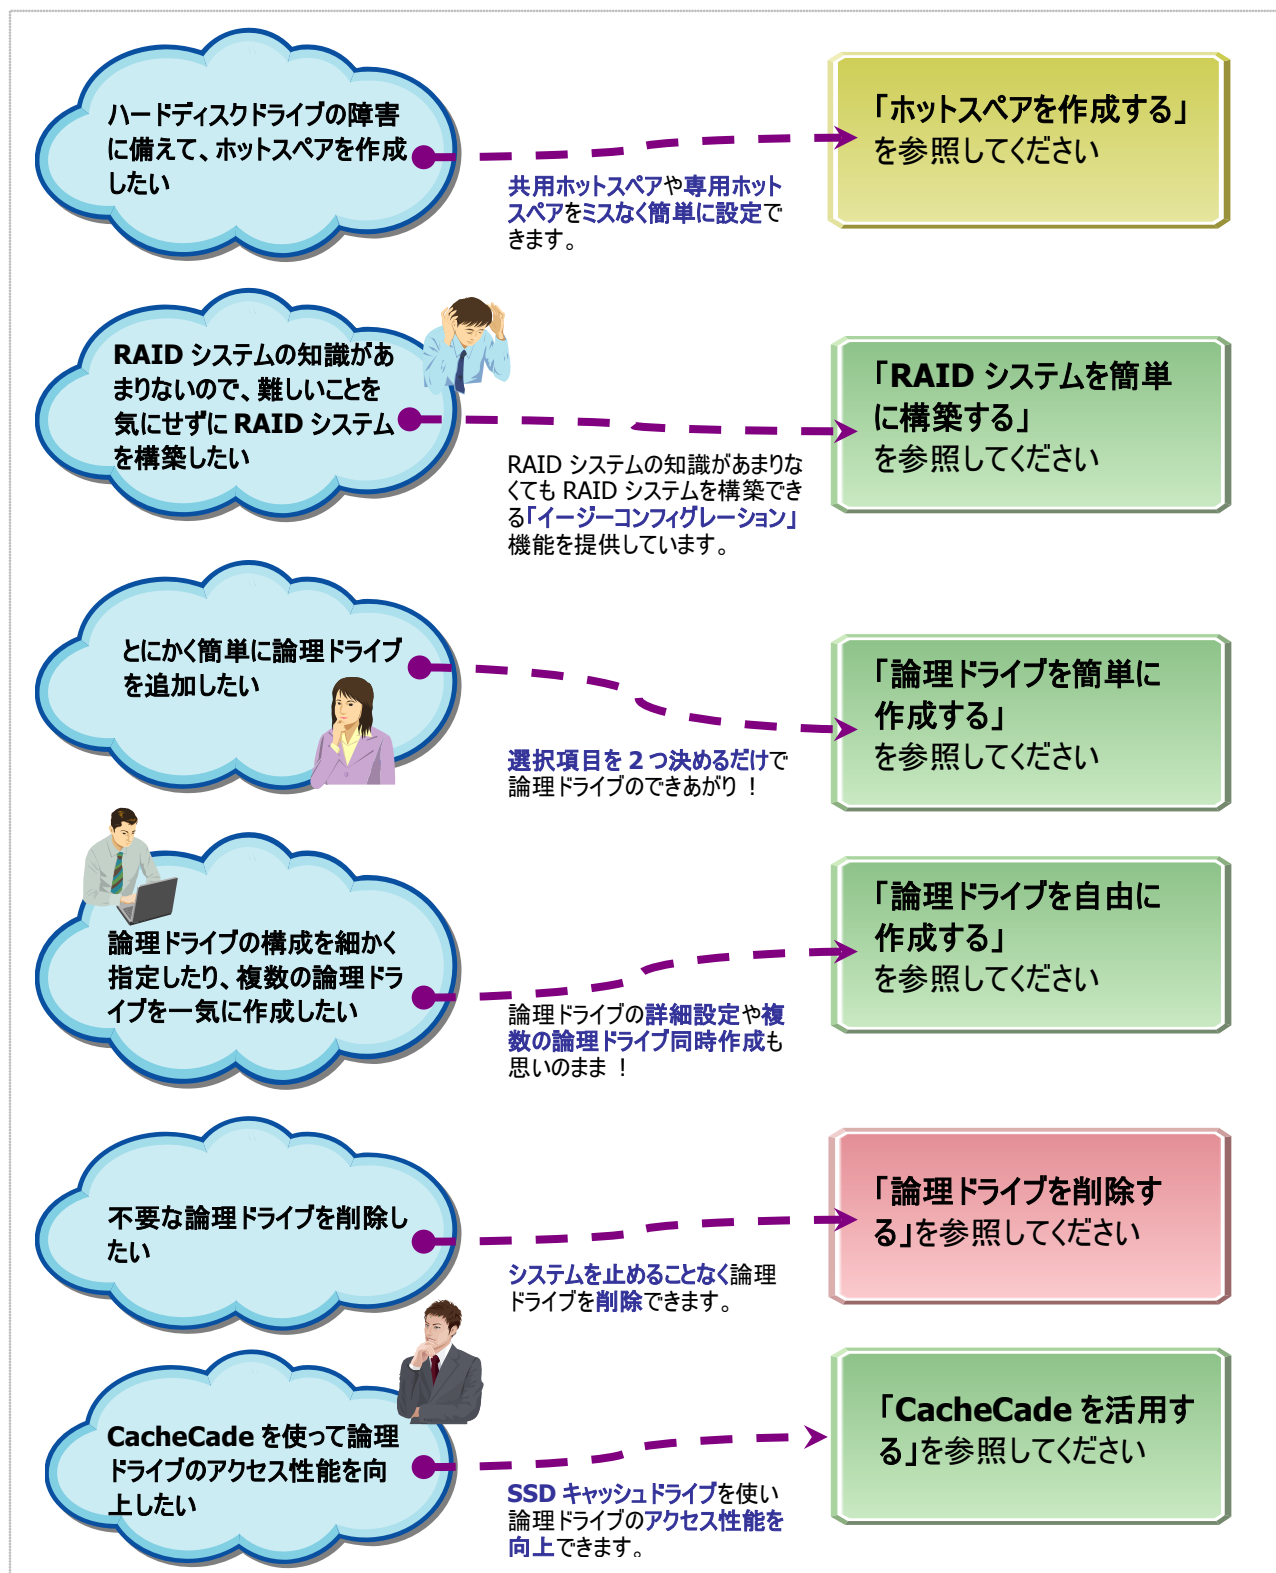 ハードディスクドライブの障害
に備えて、ホットスペアを作成
したい
共用ホットスペアや専用ホット
スペアをミスなく簡単に設定で
きます。
「ホットスペアを作成する」
を参照してください
RAID システムの知識があ
まりないので、難しいことを
気にせずに RAID システム
を構築したい
RAID システムの知識があまりな
くても RAID システムを構築でき
る「イージーコンフィグレーション」
機能を提供しています。
「RAID システムを簡単
に構築する」
を参照してください
とにかく簡単に論理ドライブ
を追加したい
選択項目を 2 つ決めるだけで
論理ドライブのできあがり！
「論理ドライブを簡単に
作成する」
を参照してください
論理ドライブの構成を細かく
指定したり、複数の論理ドラ
イブを一気に作成したい
論理ドライブの詳細設定や複
数の論理ドライブ同時作成も
思いのまま！
「論理ドライブを自由に
作成する」
を参照してください
不要な論理ドライブを削除し
たい
システムを止めることなく論理
ドライブを削除できます。
「論理ドライブを削除す
る」を参照してください
CacheCade を使って論理
ドライブのアクセス性能を向
上したい
SSD キャッシュドライブを使い
論理ドライブのアクセス性能を
向上できます。
「CacheCade を活用す
る」を参照してください